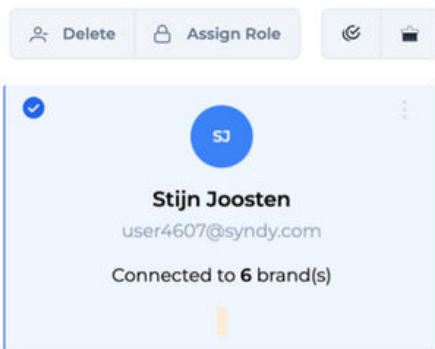 Delete Assign Role
SJ
Stijn Joosten
user4607@syndy.com
Connected to 6 brand(s)